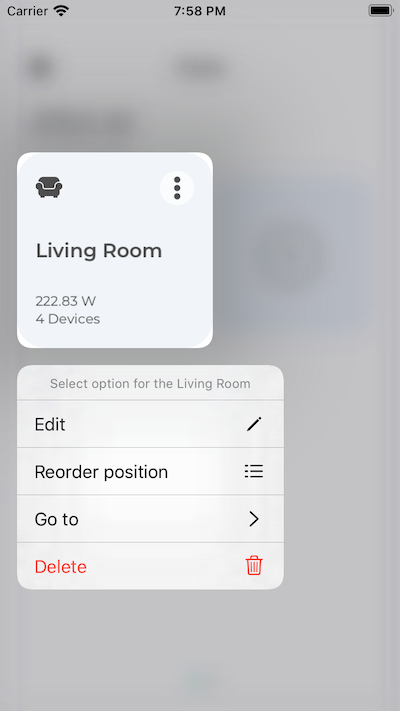 Carrier 7:58 PM
Living Room
222.83 W
4 Devices
Select option for the Living Room
Edit
Reorder position
Go to
Delete